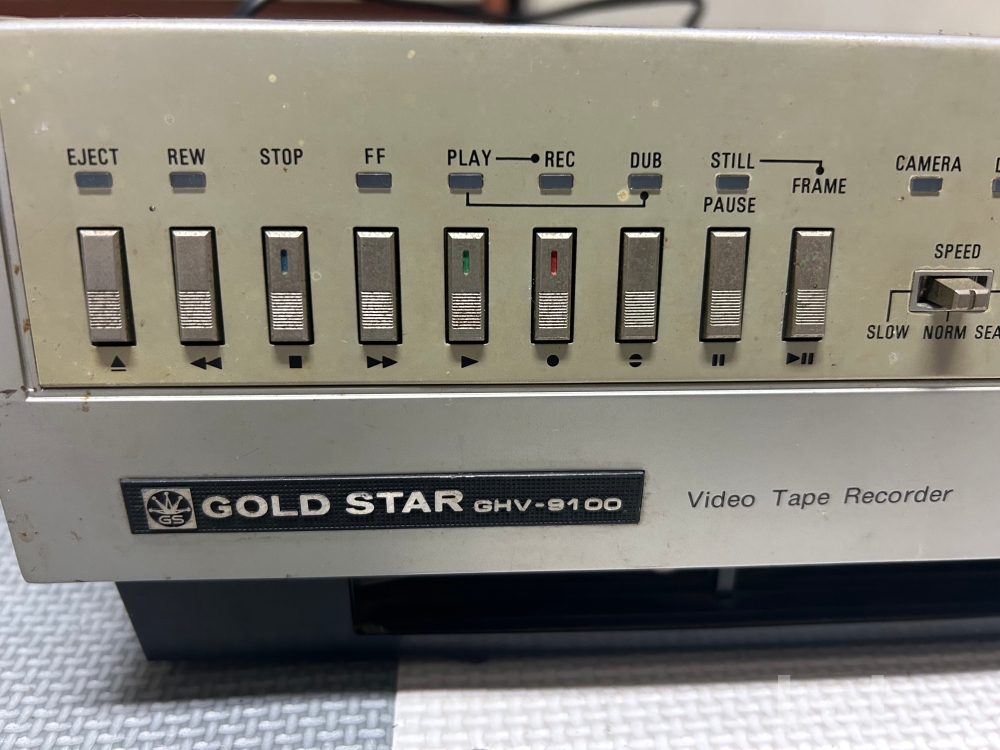 EJECT REW STOP FF PLAY REC DUB STILL CAMERA
FRAME
PAUSE
SPEED
SLOW NORM
GS GOLD STAR GHV-9100 Video Tape Recorder